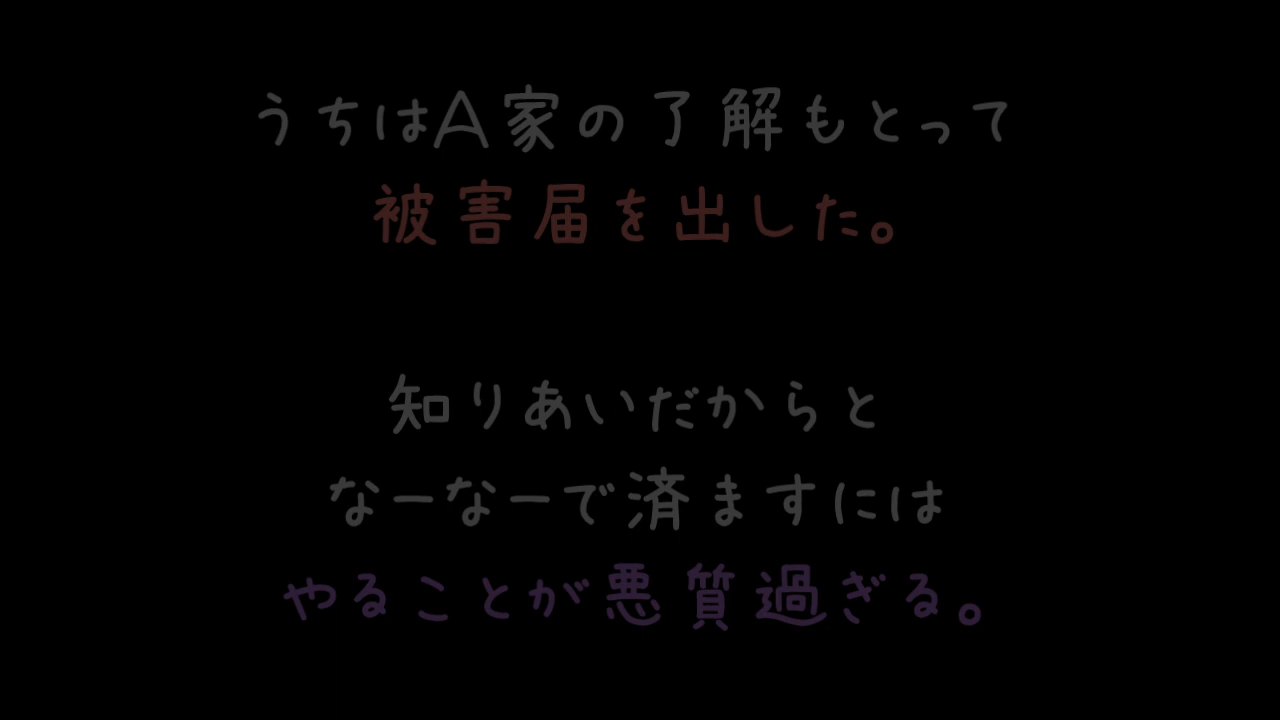 うちはA家の了解もとって
被害届を出した。
知りあいだからと
なーなーで済ますには
やることが悪質過ぎる。